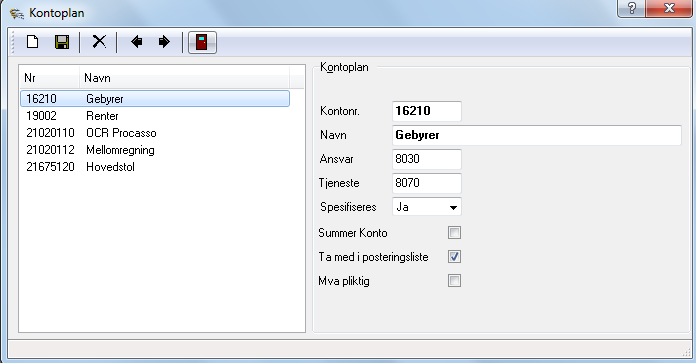 Kontoplan
Nr Navn
16210 Gebyrer
19002 Renter
21020110 OCR Procasso
21020112 Mellomregning
21675120 Hovedstol
Kontoplan
Kontonr. 16210
Navn Gebyrer
Ansvar 8030
Tjeneste 8070
Spesifiseres Ja
Summer Konto
Ta med i posteringsliste
Mva pliktig